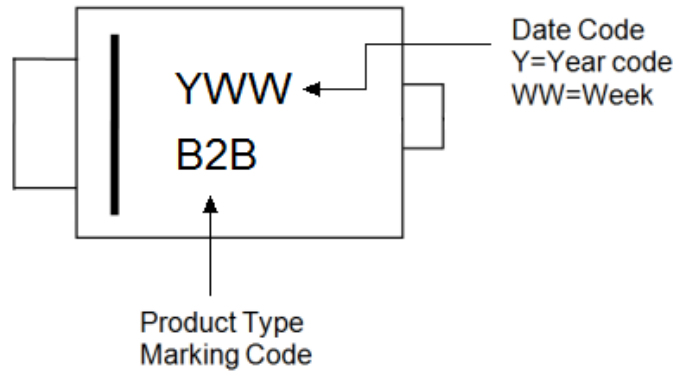 Date Code
Y=Year code
WW=Week
YWW
B2B
Product Type
Marking Code